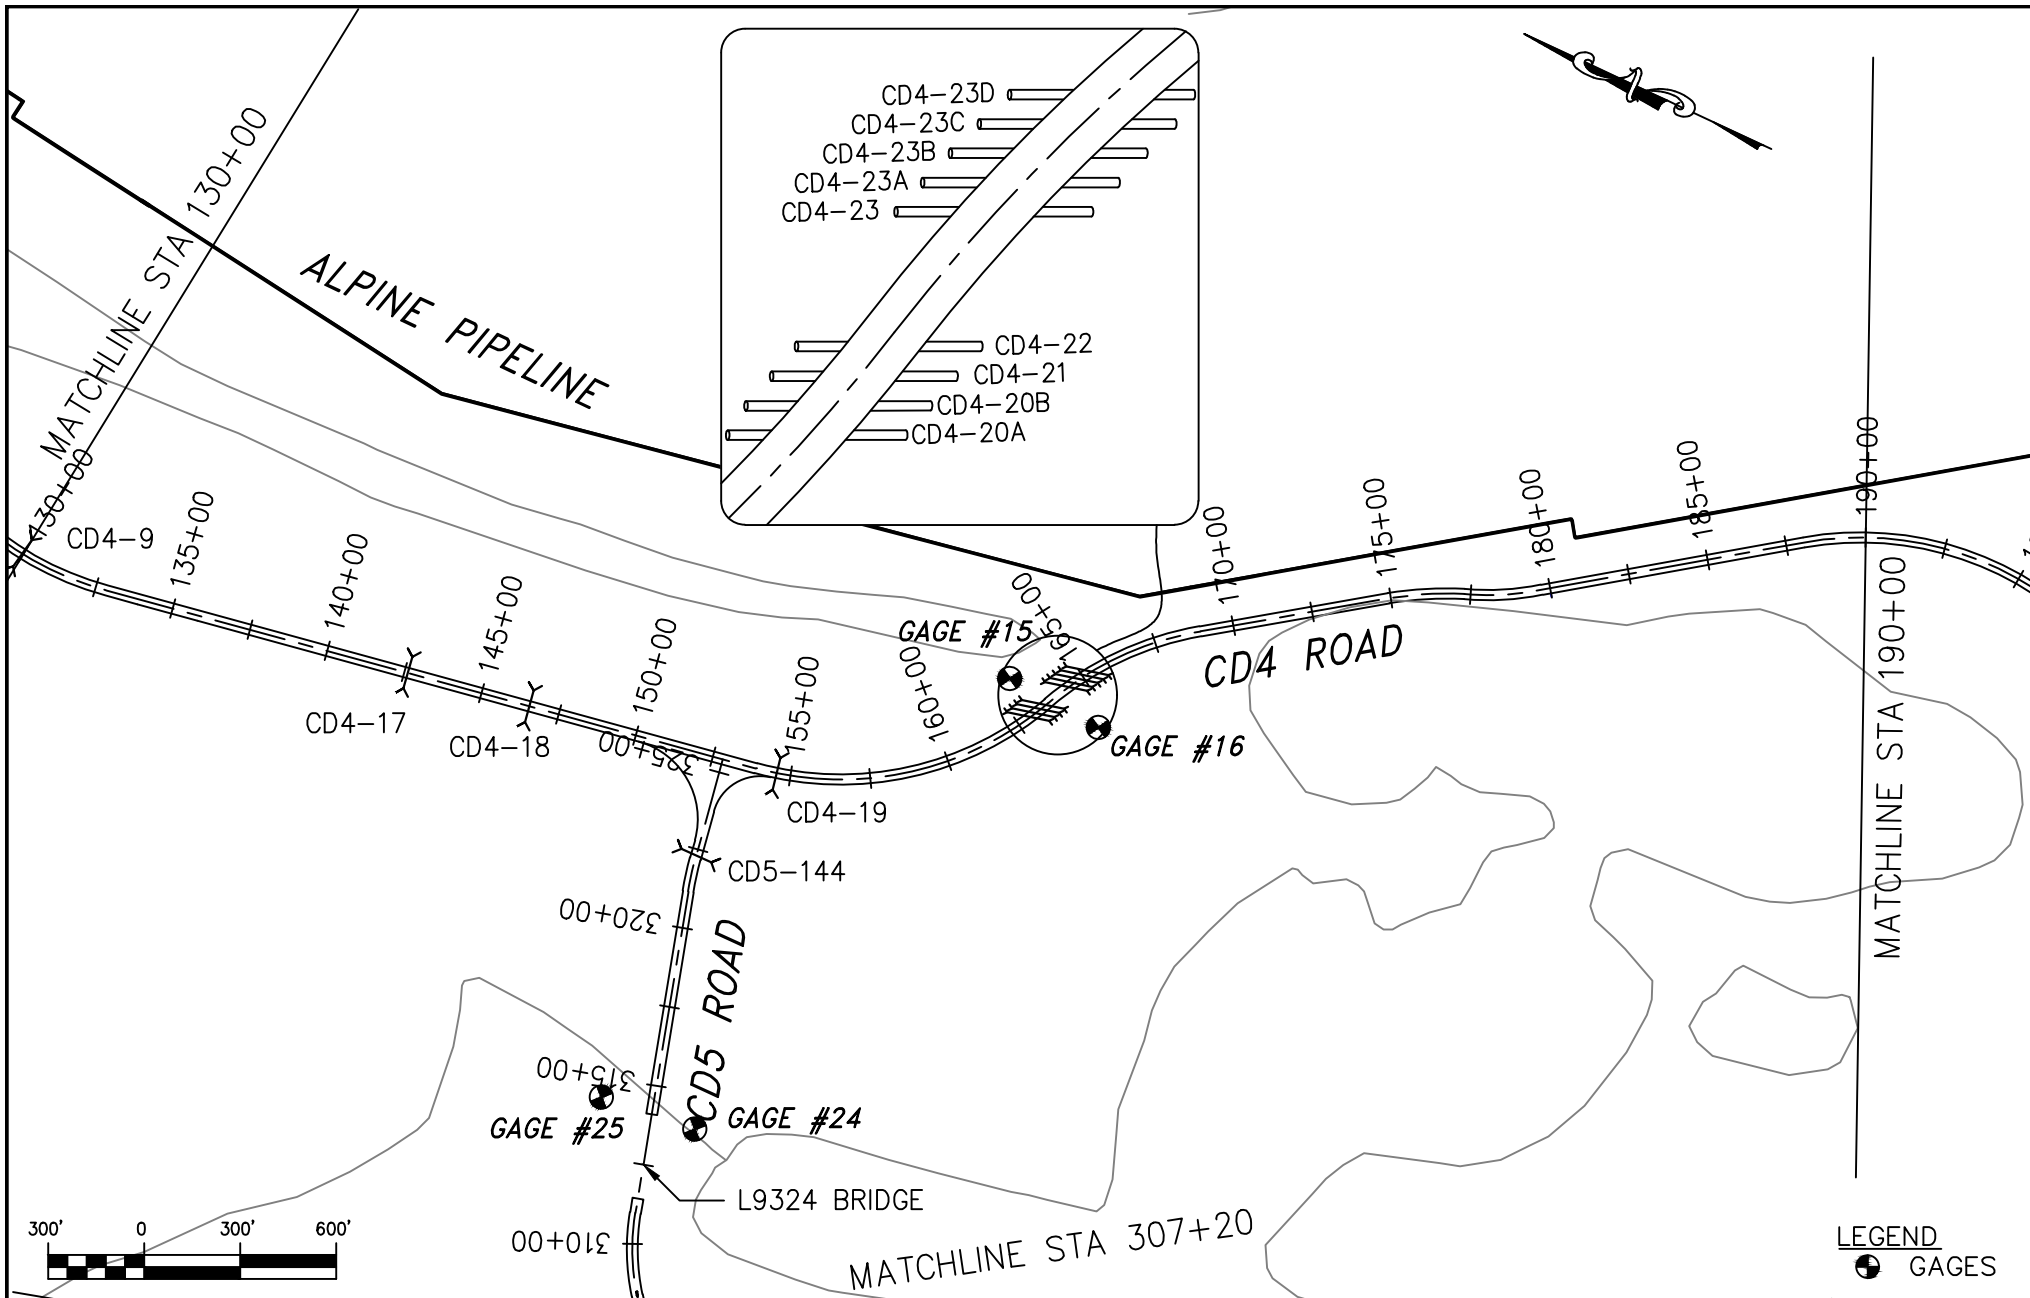 CD4-23D
CD4-23C
CD4-23B
CD4-23A
CD4-23
CD4-22
CD4-21
CD4-20B
CD4-20A
MATCHLINE STA 130+00
ALPINE PIPELINE
130+00
CD4-9
135+00
140+00
145+00
150+00
155+00
160+00
165+00
170+00
175+00
180+00
185+00
190+00
GAGE #15
CD4 ROAD
GAGE #16
MATCHLINE STA 190+00
CD4-17
CD4-18
325+00
CD4-19
CD5-144
320+00
CD5 ROAD
315+00
GAGE #25
GAGE #24
L9324 BRIDGE
310+00
MATCHLINE STA 307+20
300' 0 300' 600'
LEGEND
GAGES